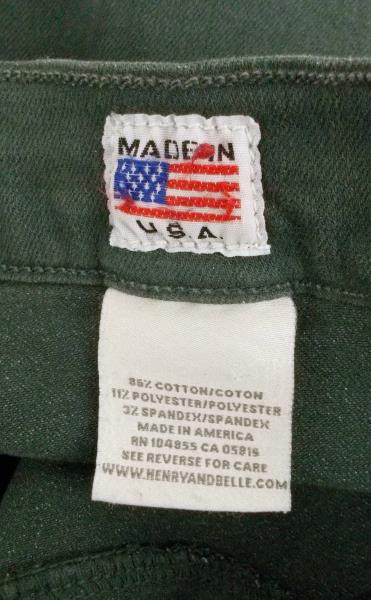 MADE IN
U.S.A.
86% COTTON/COTON
11% POLYESTER/POLYESTER
3% SPANDEX/SPANDEX
MADE IN AMERICA
RN 104855 CA 05819
SEE REVERSE FOR CARE
WWW.HENRYANDBELLE.COM